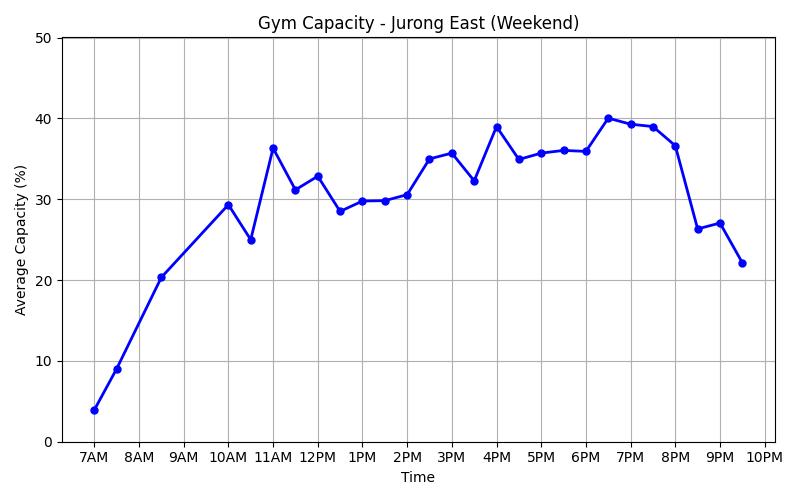 Gym Capacity - Jurong East (Weekend)
50
40
30
20
10
0
Average Capacity (%)
7AM 8AM 9AM 10AM 11AM 12PM 1PM 2PM 3PM 4PM 5PM 6PM 7PM 8PM 9PM 10PM
Time